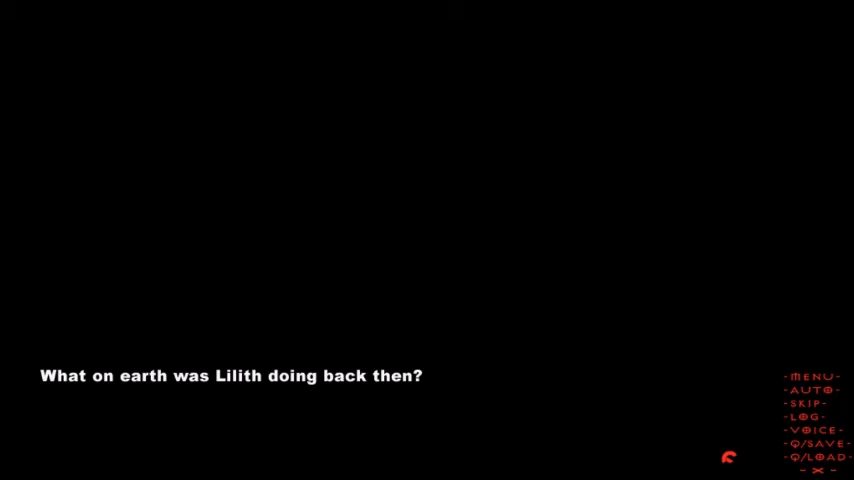 What on earth was Lilith doing back then?
-MENU-
-AUTO-
-SKIP-
-LOG-
-VOICE-
-Q/SAVE-
-Q/LOAD-